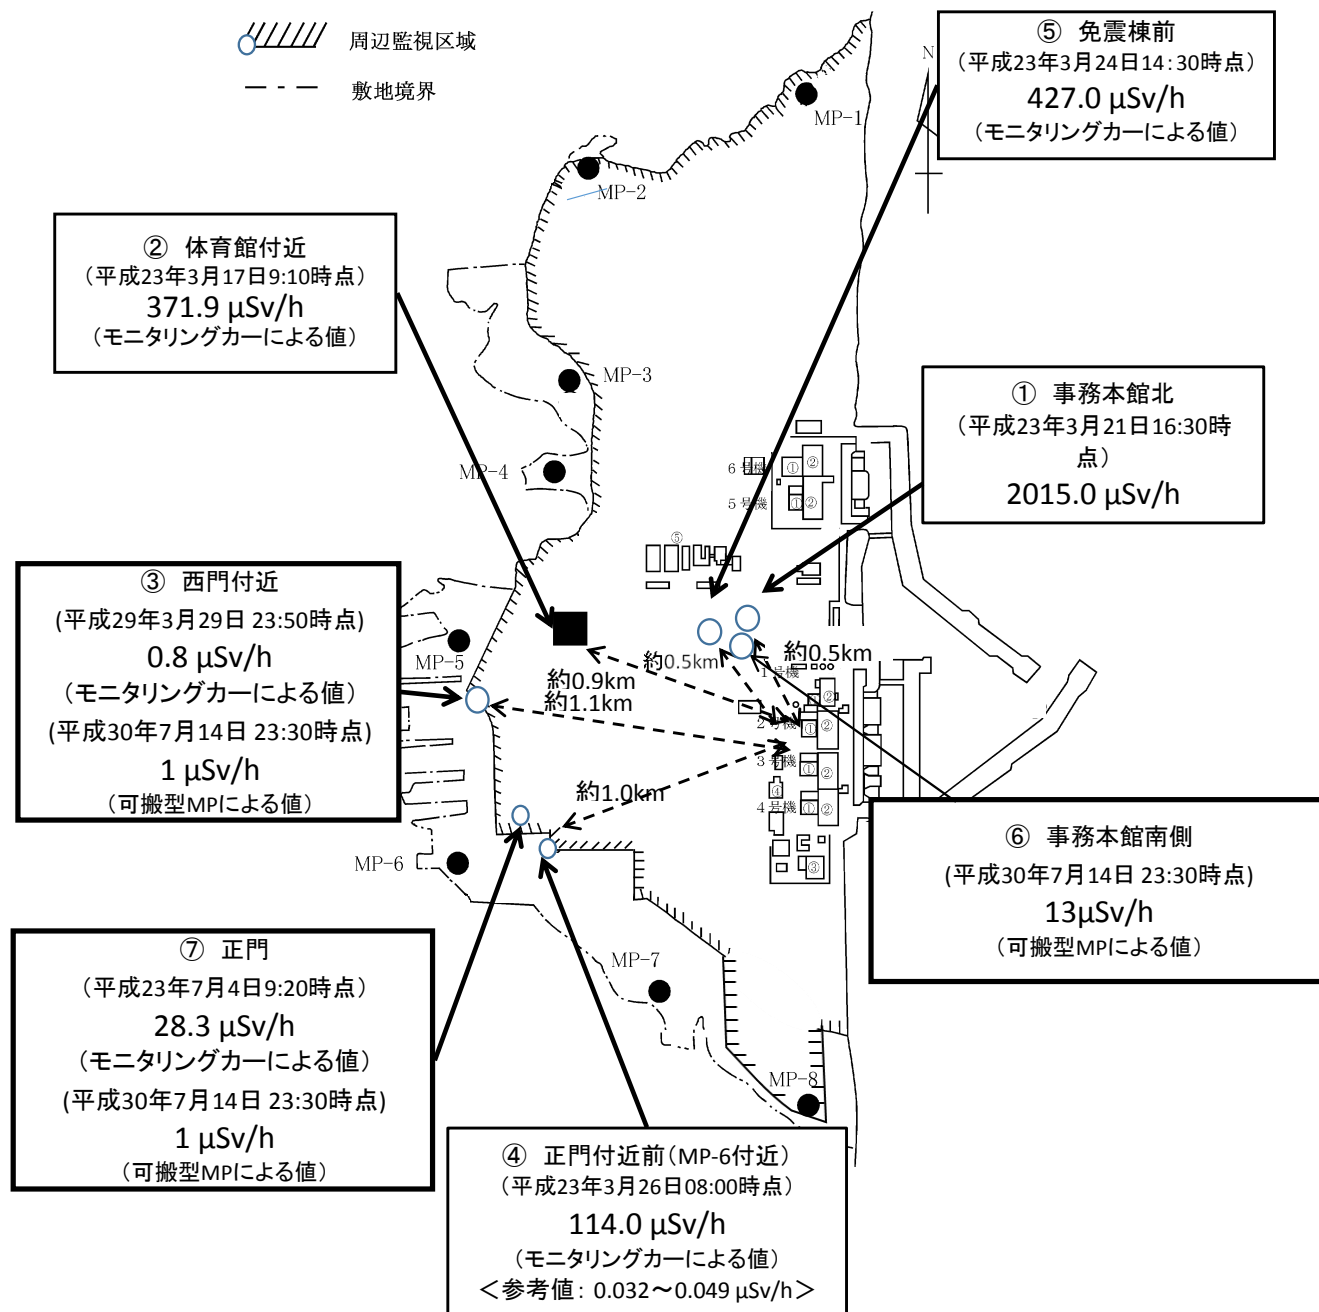 周辺監視区域
敷地境界
⑤ 免震棟前
（平成23年3月24日14：30時点）
427.0 μSv/h
（モニタリングカーによる値）
N
MP-1
MP-2
② 体育館付近
（平成23年3月17日9:10時点）
371.9 μSv/h
（モニタリングカーによる値）
MP-3
① 事務本館北
（平成23年3月21日16:30時
点）
2015.0 μSv/h
MP-4
6号機
① ②
5号機
① ②
⑤
③ 西門付近
(平成29年3月29日 23:50時点)
0.8 μSv/h
（モニタリングカーによる値）
(平成30年7月14日 23:30時点)
1 μSv/h
（可搬型MPによる値）
MP-5
約0.5km
約0.5km
約0.9km
約1.1km
1号機
②
2号機
① ②
3号機
① ②
約1.0km
④
4号機
① ②
③
MP-6
⑥ 事務本館南側
(平成30年7月14日 23:30時点)
13μSv/h
（可搬型MPによる値）
⑦ 正門
（平成23年7月4日9:20時点）
28.3 μSv/h
（モニタリングカーによる値）
(平成30年7月14日 23:30時点)
1 μSv/h
（可搬型MPによる値）
MP-7
MP-8
④ 正門付近前（MP-6付近）
（平成23年3月26日08:00時点）
114.0 μSv/h
（モニタリングカーによる値）
＜参考値： 0.032～0.049 μSv/h＞